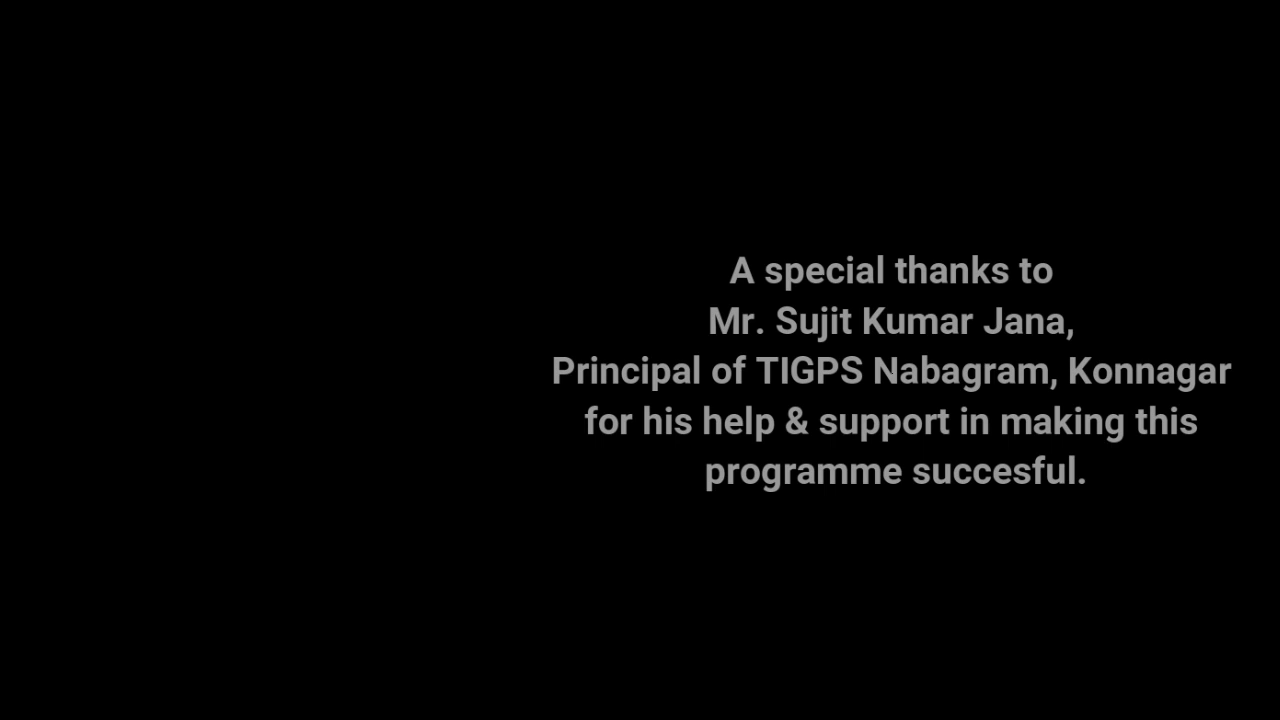 A special thanks to
Mr. Sujit Kumar Jana,
Principal of TIGPS Nabagram, Konnagar
for his help & support in making this
programme succesful.